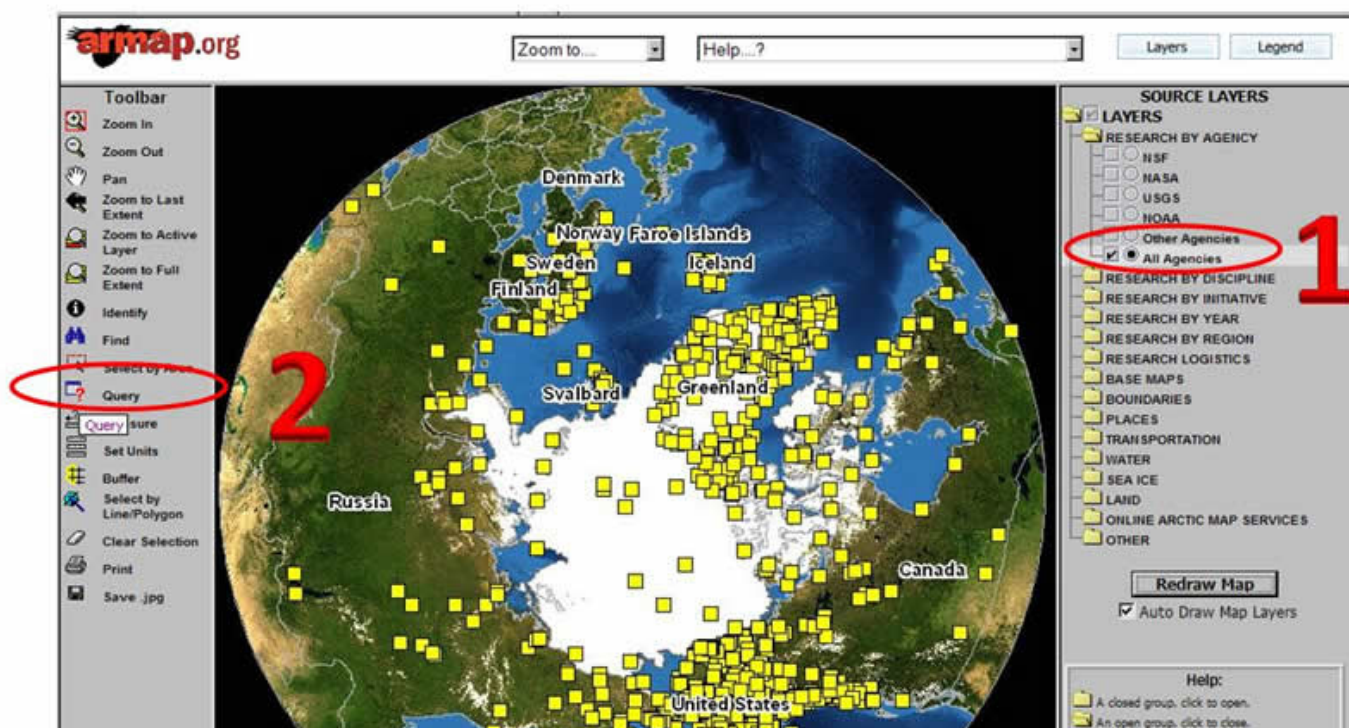 armap.org
Zoom to....
Help....?
Layers
Legend
Toolbar
Zoom In
Zoom Out
Pan
Zoom to Last
Extent
Zoom to Active
Layer
Zoom to Full
Extent
Identify
Find
Select by Area
Query
Query
sure
Set Units
Buffer
Select by
Line/Polygon
Clear Selection
Print
Save .jpg
2
Denmark
Norway
Faroe Islands
Sweden
Iceland
Finland
Svalbard
Greenland
Russia
Canada
United States
SOURCE LAYERS
LAYERS
RESEARCH BY AGENCY
NSF
NASA
USGS
NOAA
Other Agencies
All Agencies
1
RESEARCH BY DISCIPLINE
RESEARCH BY INITIATIVE
RESEARCH BY YEAR
RESEARCH BY REGION
RESEARCH LOGISTICS
BASE MAPS
BOUNDARIES
PLACES
TRANSPORTATION
WATER
SEA ICE
LAND
ONLINE ARCTIC MAP SERVICES
OTHER
Redraw Map
Auto Draw Map Layers
Help:
A closed group, click to open.
An open group, click to close.